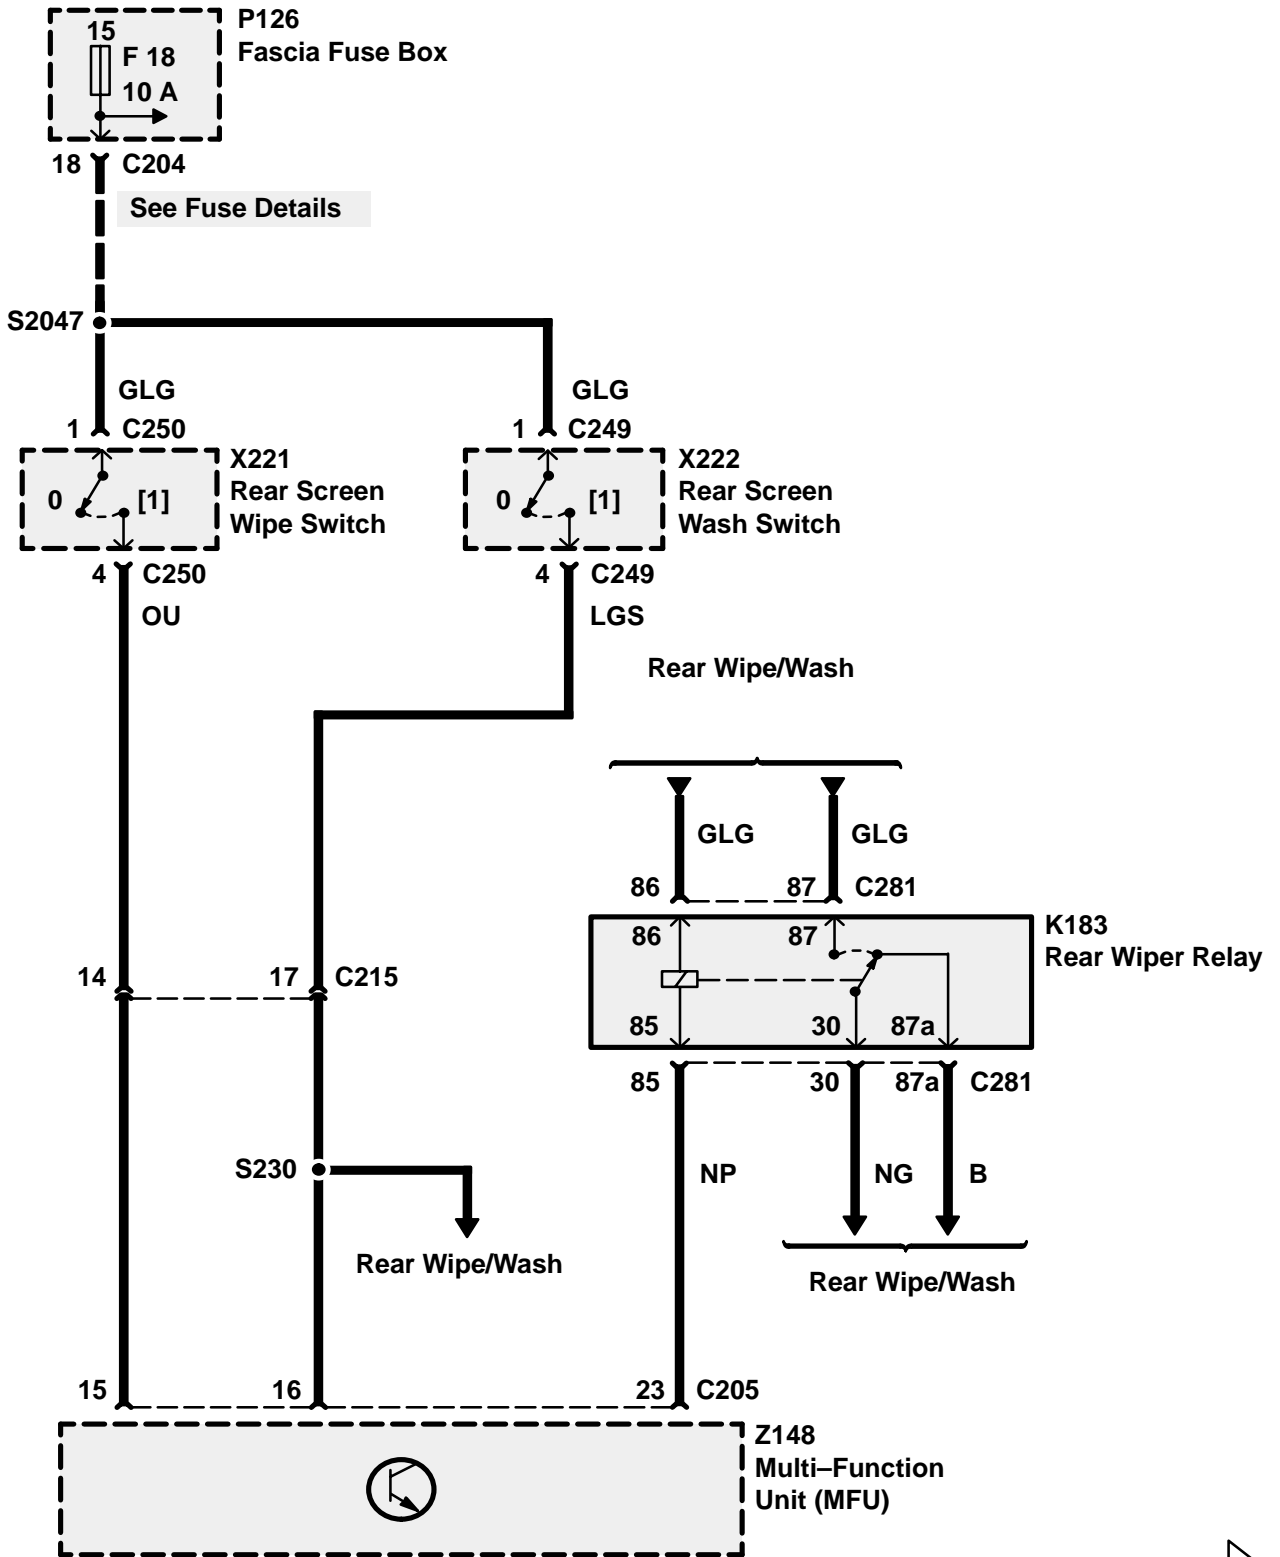 P126
Fascia Fuse Box
15
F 18
10 A
18 C204
See Fuse Details
S2047
GLG GLG
1 C250 1 C249
X221
Rear Screen
Wipe Switch
0 [1]
X222
Rear Screen
Wash Switch
0 [1]
4 C250 4 C249
OU LGS
Rear Wipe/Wash
GLG GLG
86 87 C281
86 87
K183
Rear Wiper Relay
14 17 C215
85 30 87a
85 30 87a C281
S230
NP NG B
Rear Wipe/Wash
Rear Wipe/Wash
15 16 23 C205
Z148
Multi–Function
Unit (MFU)